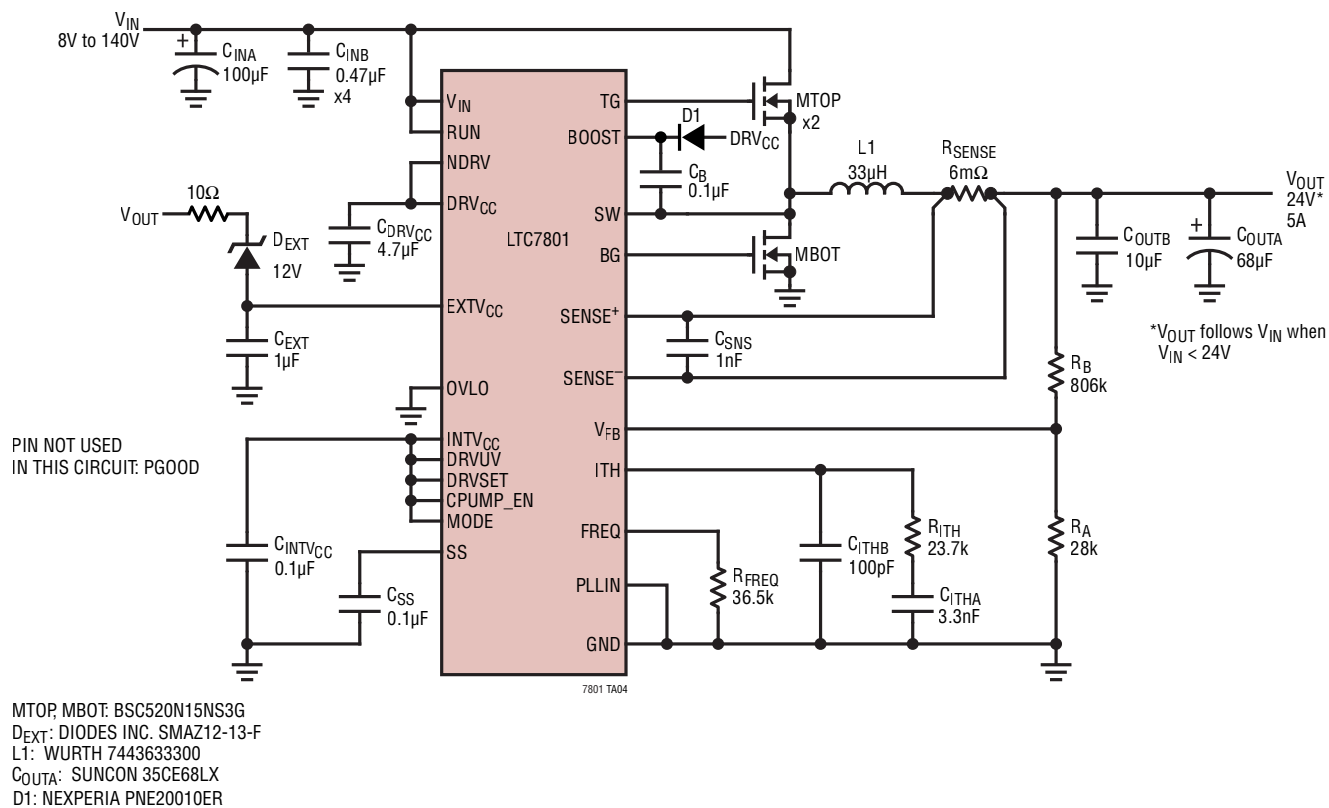 VIN
8V to 140V
+
CINA
100µF
CINB
0.47µF
x4
VIN
RUN
NDRV
DRVCC
EXTVCC
OVLO
INTVCC
DRVUV
DRVSET
CPUMP_EN
MODE
SS
LTC7801
TG
BOOST
SW
BG
SENSE+
SENSE–
VFB
ITH
FREQ
PLLIN
GND
MTOP
x2
D1
DRVCC
CB
0.1µF
L1
33µH
RSENSE
6mΩ
VOUT
24V*
5A
MBOT
COUTB
10µF
+
COUTA
68µF
*VOUT follows VIN when
VIN < 24V
10Ω
VOUT
DEXT
12V
CDRVCC
4.7µF
CEXT
1µF
CSNS
1nF
RB
806k
PIN NOT USED
IN THIS CIRCUIT: PGOOD
CINTVCC
0.1µF
CSS
0.1µF
RFREQ
36.5k
CITHB
100pF
RITH
23.7k
CITHA
3.3nF
RA
28k
7801 TA04
MTOP, MBOT: BSC520N15NS3G
DEXT: DIODES INC. SMAZ12-13-F
L1: WURTH 7443633300
COUTA: SUNCON 35CE68LX
D1: NEXPERIA PNE20010ER